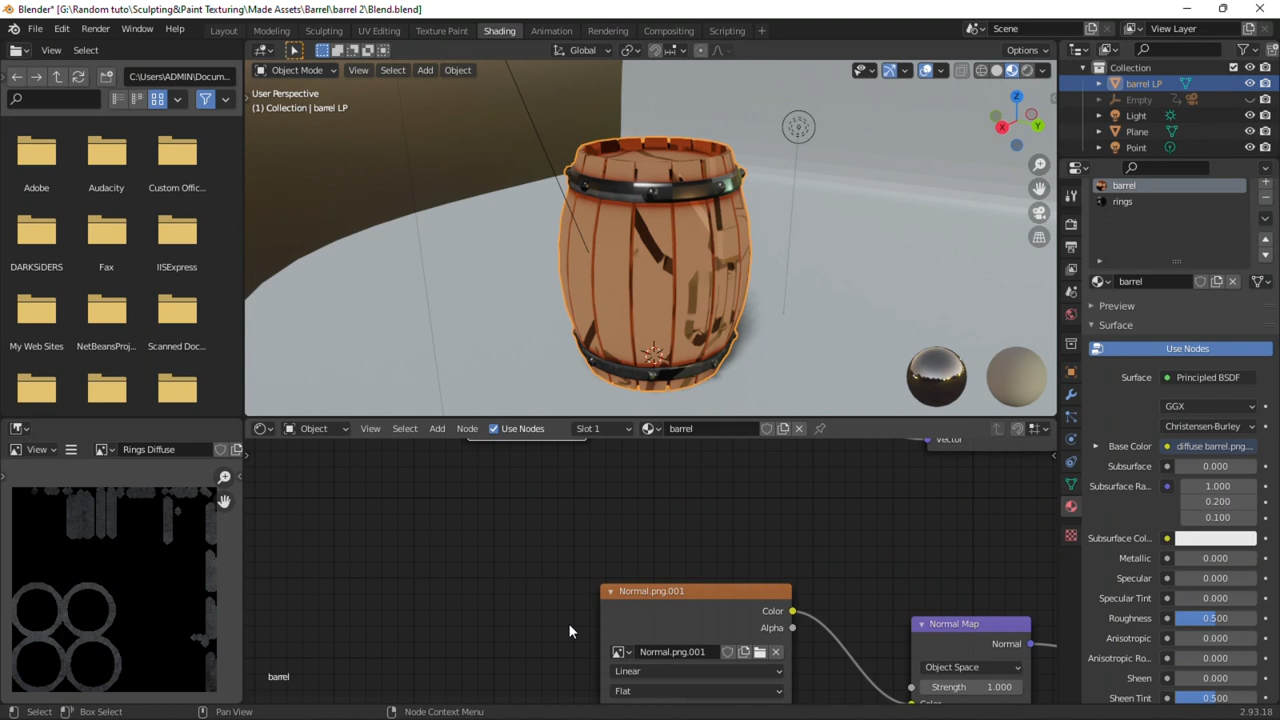 Blender* [G:\Random tuto\Sculpting&Paint Texturing\Made Assets\Barrel\barrel 2\Blend.blend]
File Edit Render Window Help Layout Modeling Sculpting UV Editing Texture Paint Shading Animation Rendering Compositing Scripting + Scene View Layer
View Select Global Options
C:\Users\ADMIN\Docum... Object Mode View Select Add Object
User Perspective
(1) Collection | barrel LP
Adobe Audacity Custom Offic...
DARKSiDERS Fax IISExpress
My Web Sites NetBeansProj... Scanned Doc...
Z
Y
X
Collection
barrel LP
Empty
Light
Plane
Point
barrel
rings
barrel
Preview
Surface
Use Nodes
Surface Principled BSDF
GGX
Christensen-Burley
Base Color diffuse barrel.png...
Subsurface 0.000
Subsurface Ra... 1.000
0.200
0.100
Subsurface Col...
Metallic 0.000
Specular 0.000
Specular Tint 0.000
Roughness 0.500
Anisotropic 0.000
Anisotropic Ro... 0.000
Sheen 0.000
Sheen Tint 0.500
Object View Select Add Node Use Nodes Slot 1 barrel
View Rings Diffuse
Vector
Normal.png.001
Color
Alpha
Normal.png.001
Linear
Flat
Normal Map
Normal
Object Space
Strength 1.000
Color
barrel
Select Box Select Pan View Node Context Menu 2.93.18